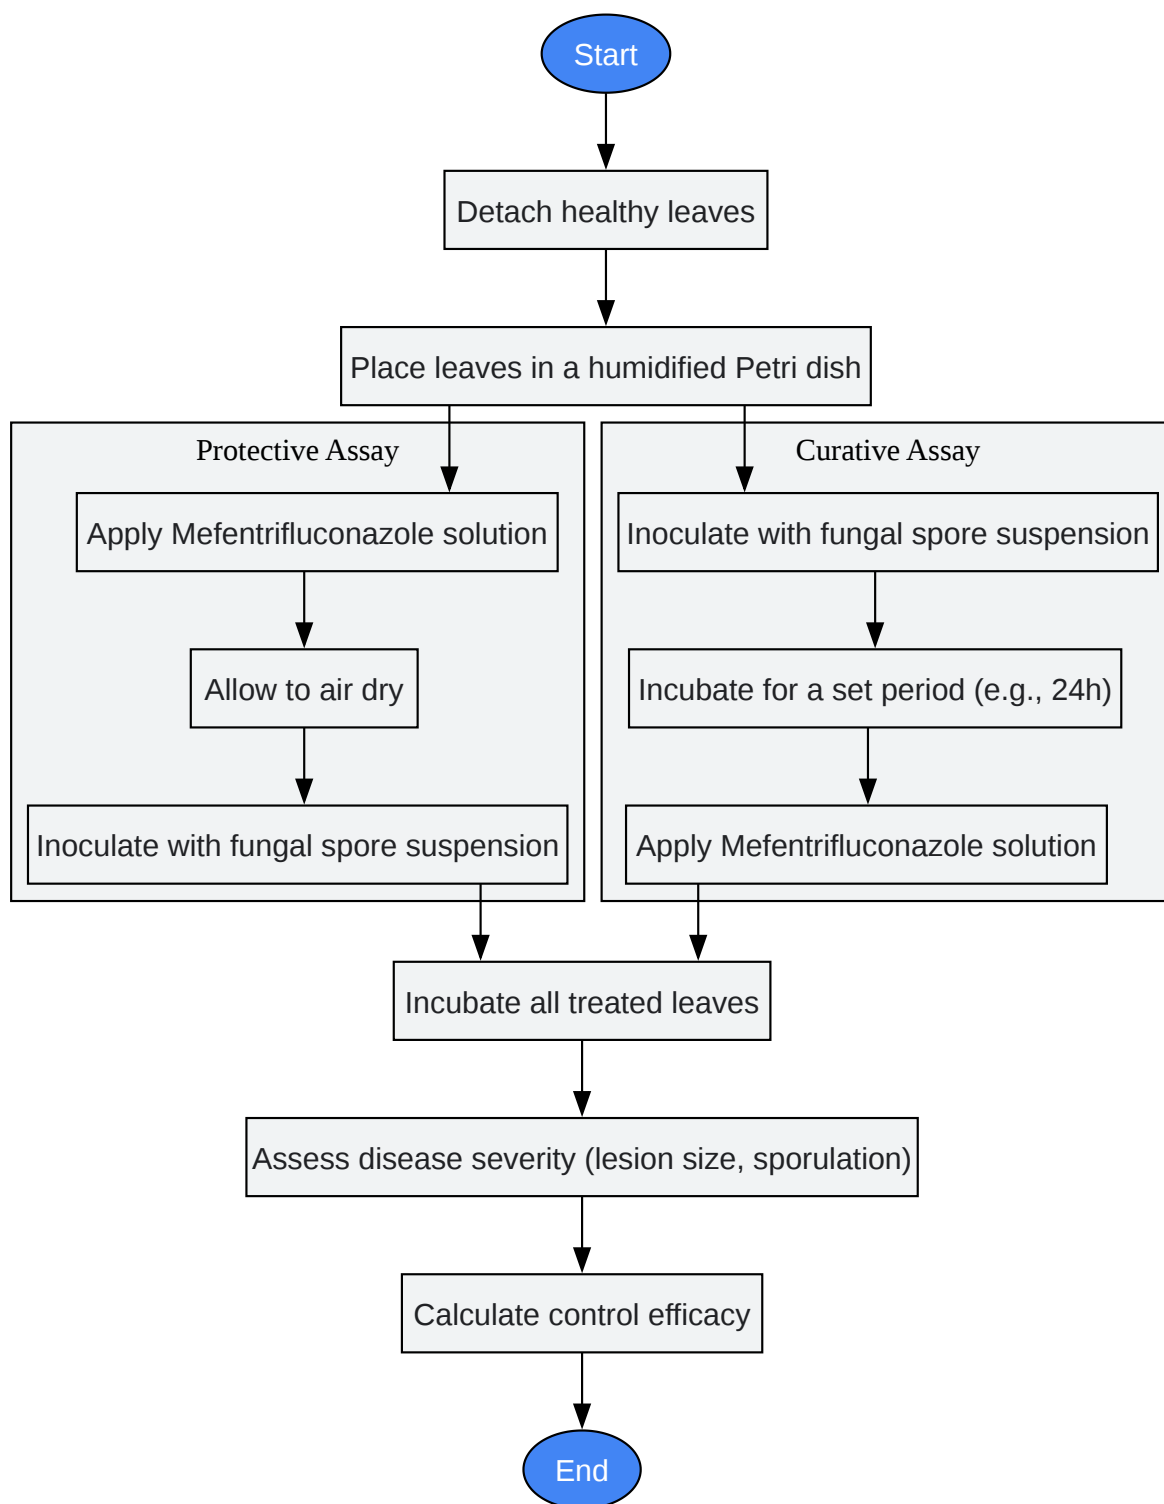 Start
Detach healthy leaves
Place leaves in a humidified Petri dish
Protective Assay
Apply Mefentrifluconazole solution
Allow to air dry
Inoculate with fungal spore suspension
Curative Assay
Inoculate with fungal spore suspension
Incubate for a set period (e.g., 24h)
Apply Mefentrifluconazole solution
Incubate all treated leaves
Assess disease severity (lesion size, sporulation)
Calculate control efficacy
End